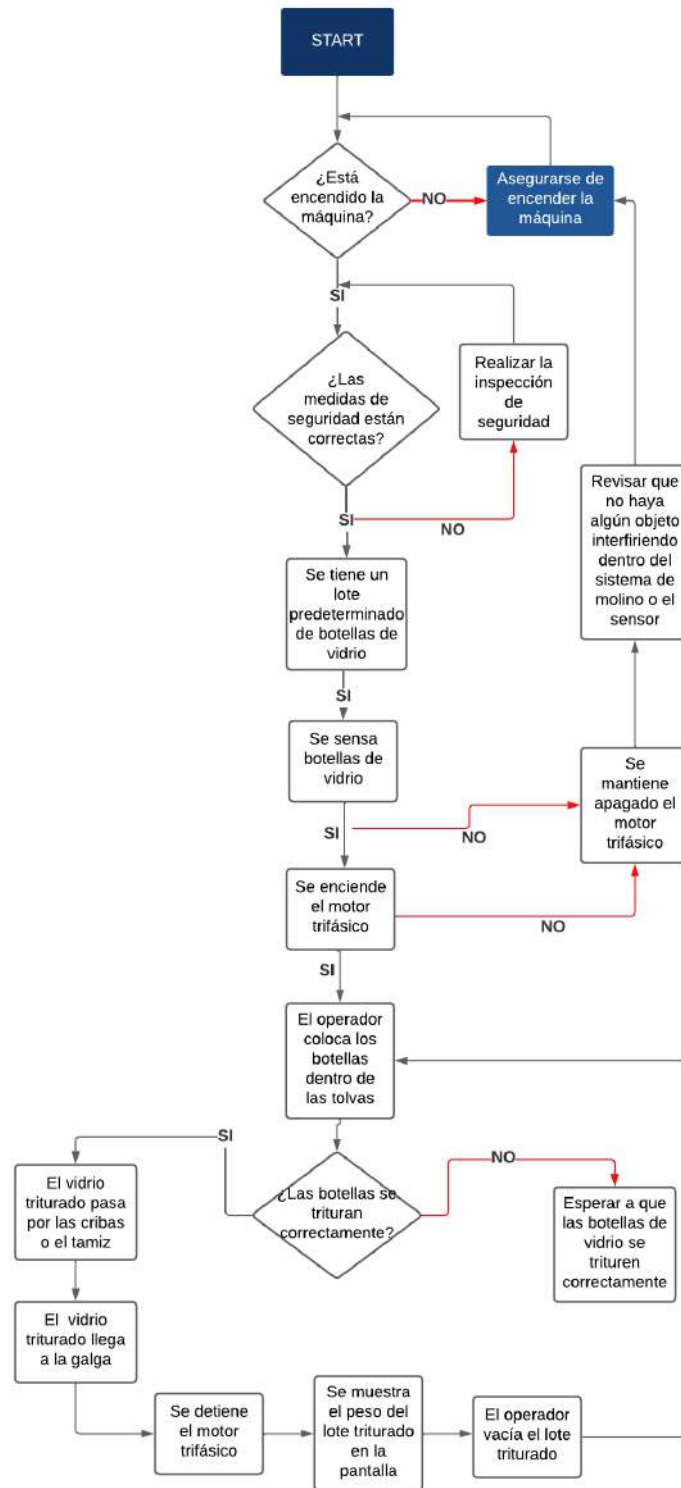 START
¿Está
encendido la
máquina?
NO
Asegurarse de
encender la
máquina
SI
¿Las
medidas de
seguridad están
correctas?
Realizar la
inspección
de
seguridad
SI
NO
Revisar que
no haya
algún objeto
interfiriendo
dentro del
sistema de
molino o el
sensor
Se tiene un
lote
predeterminado
de botellas de
vidrio
SI
Se sensa
botellas de
vidrio
Se
mantiene
apagado el
motor
trifásico
SI
NO
Se enciende
el motor
trifásico
NO
SI
El operador
coloca los
botellas
dentro de
las tolvas
SI
NO
El vidrio
triturado pasa
por las cribas
o el tamiz
¿Las botellas se
trituran
correctamente?
Esperar a que
las botellas de
vidrio se
trituren
correctamente
El vidrio
triturado llega
a la galga
Se detiene
el motor
trifásico
Se muestra
el peso del
lote triturado
en la
pantalla
El operador
vacía el lote
triturado